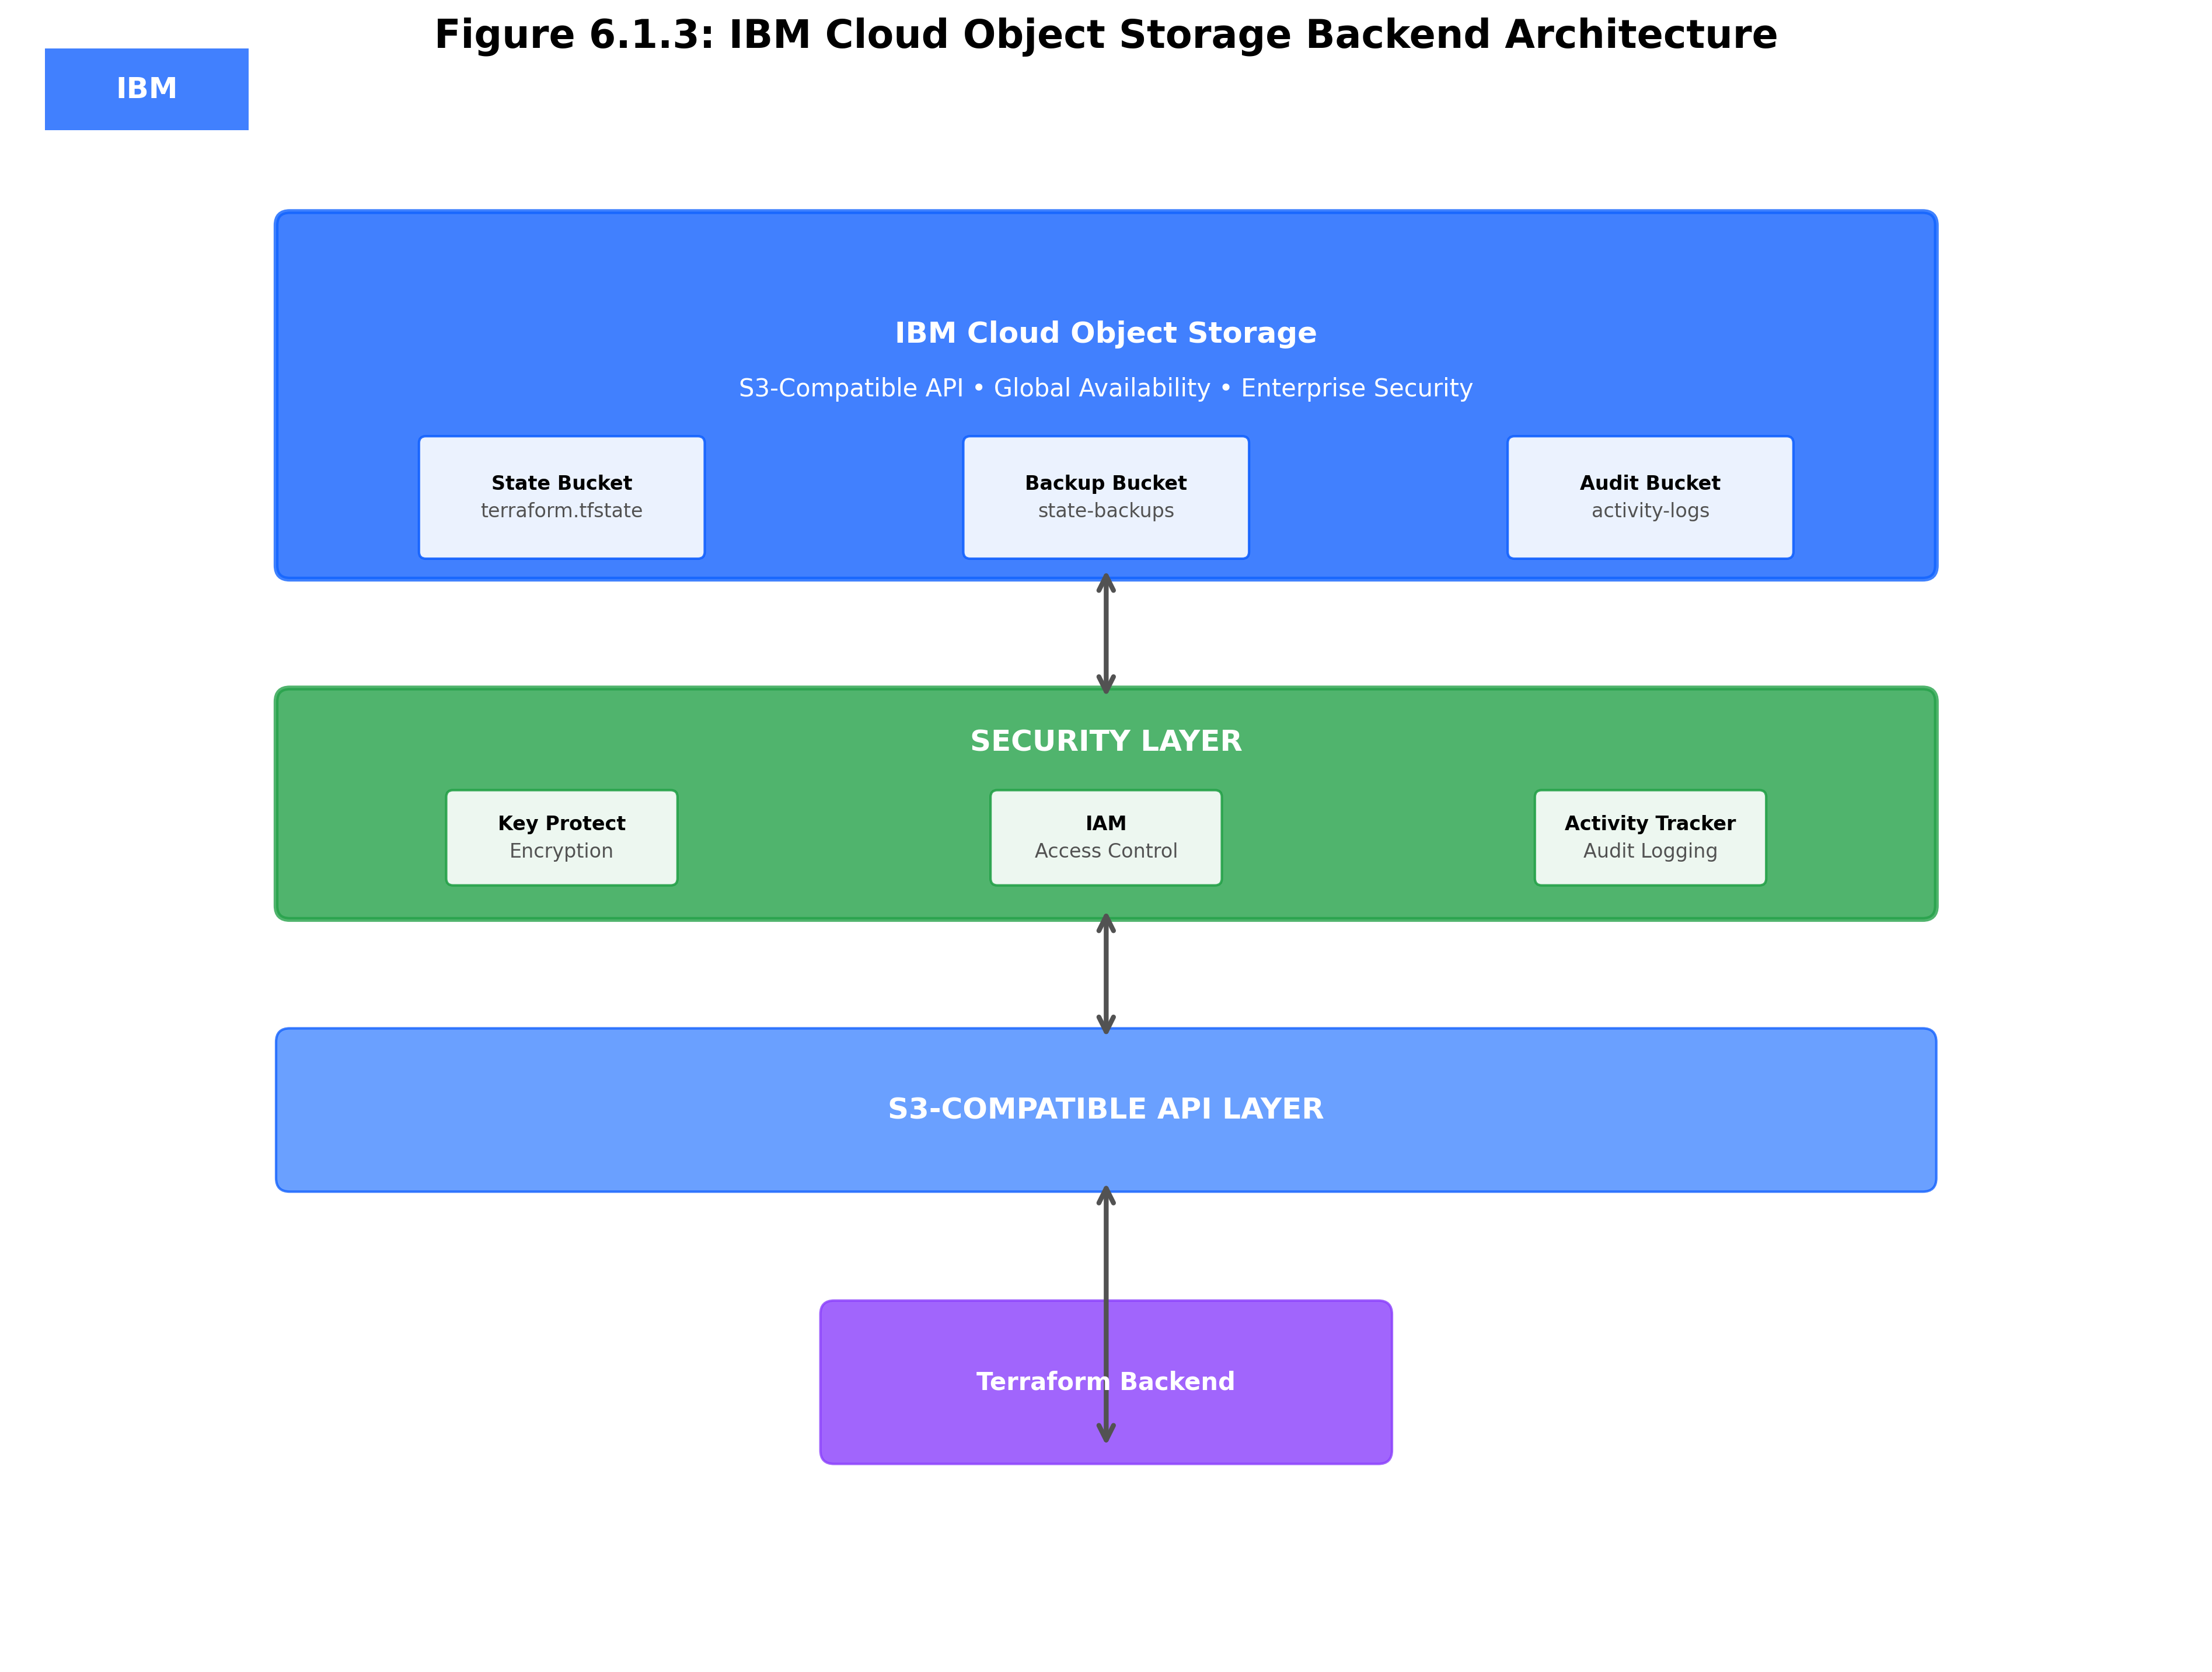 Figure 6.1.3: IBM Cloud Object Storage Backend Architecture
IBM
IBM Cloud Object Storage
S3-Compatible API • Global Availability • Enterprise Security
State Bucket
terraform.tfstate
Backup Bucket
state-backups
Audit Bucket
activity-logs
SECURITY LAYER
Key Protect
Encryption
IAM
Access Control
Activity Tracker
Audit Logging
S3-COMPATIBLE API LAYER
Terraform Backend